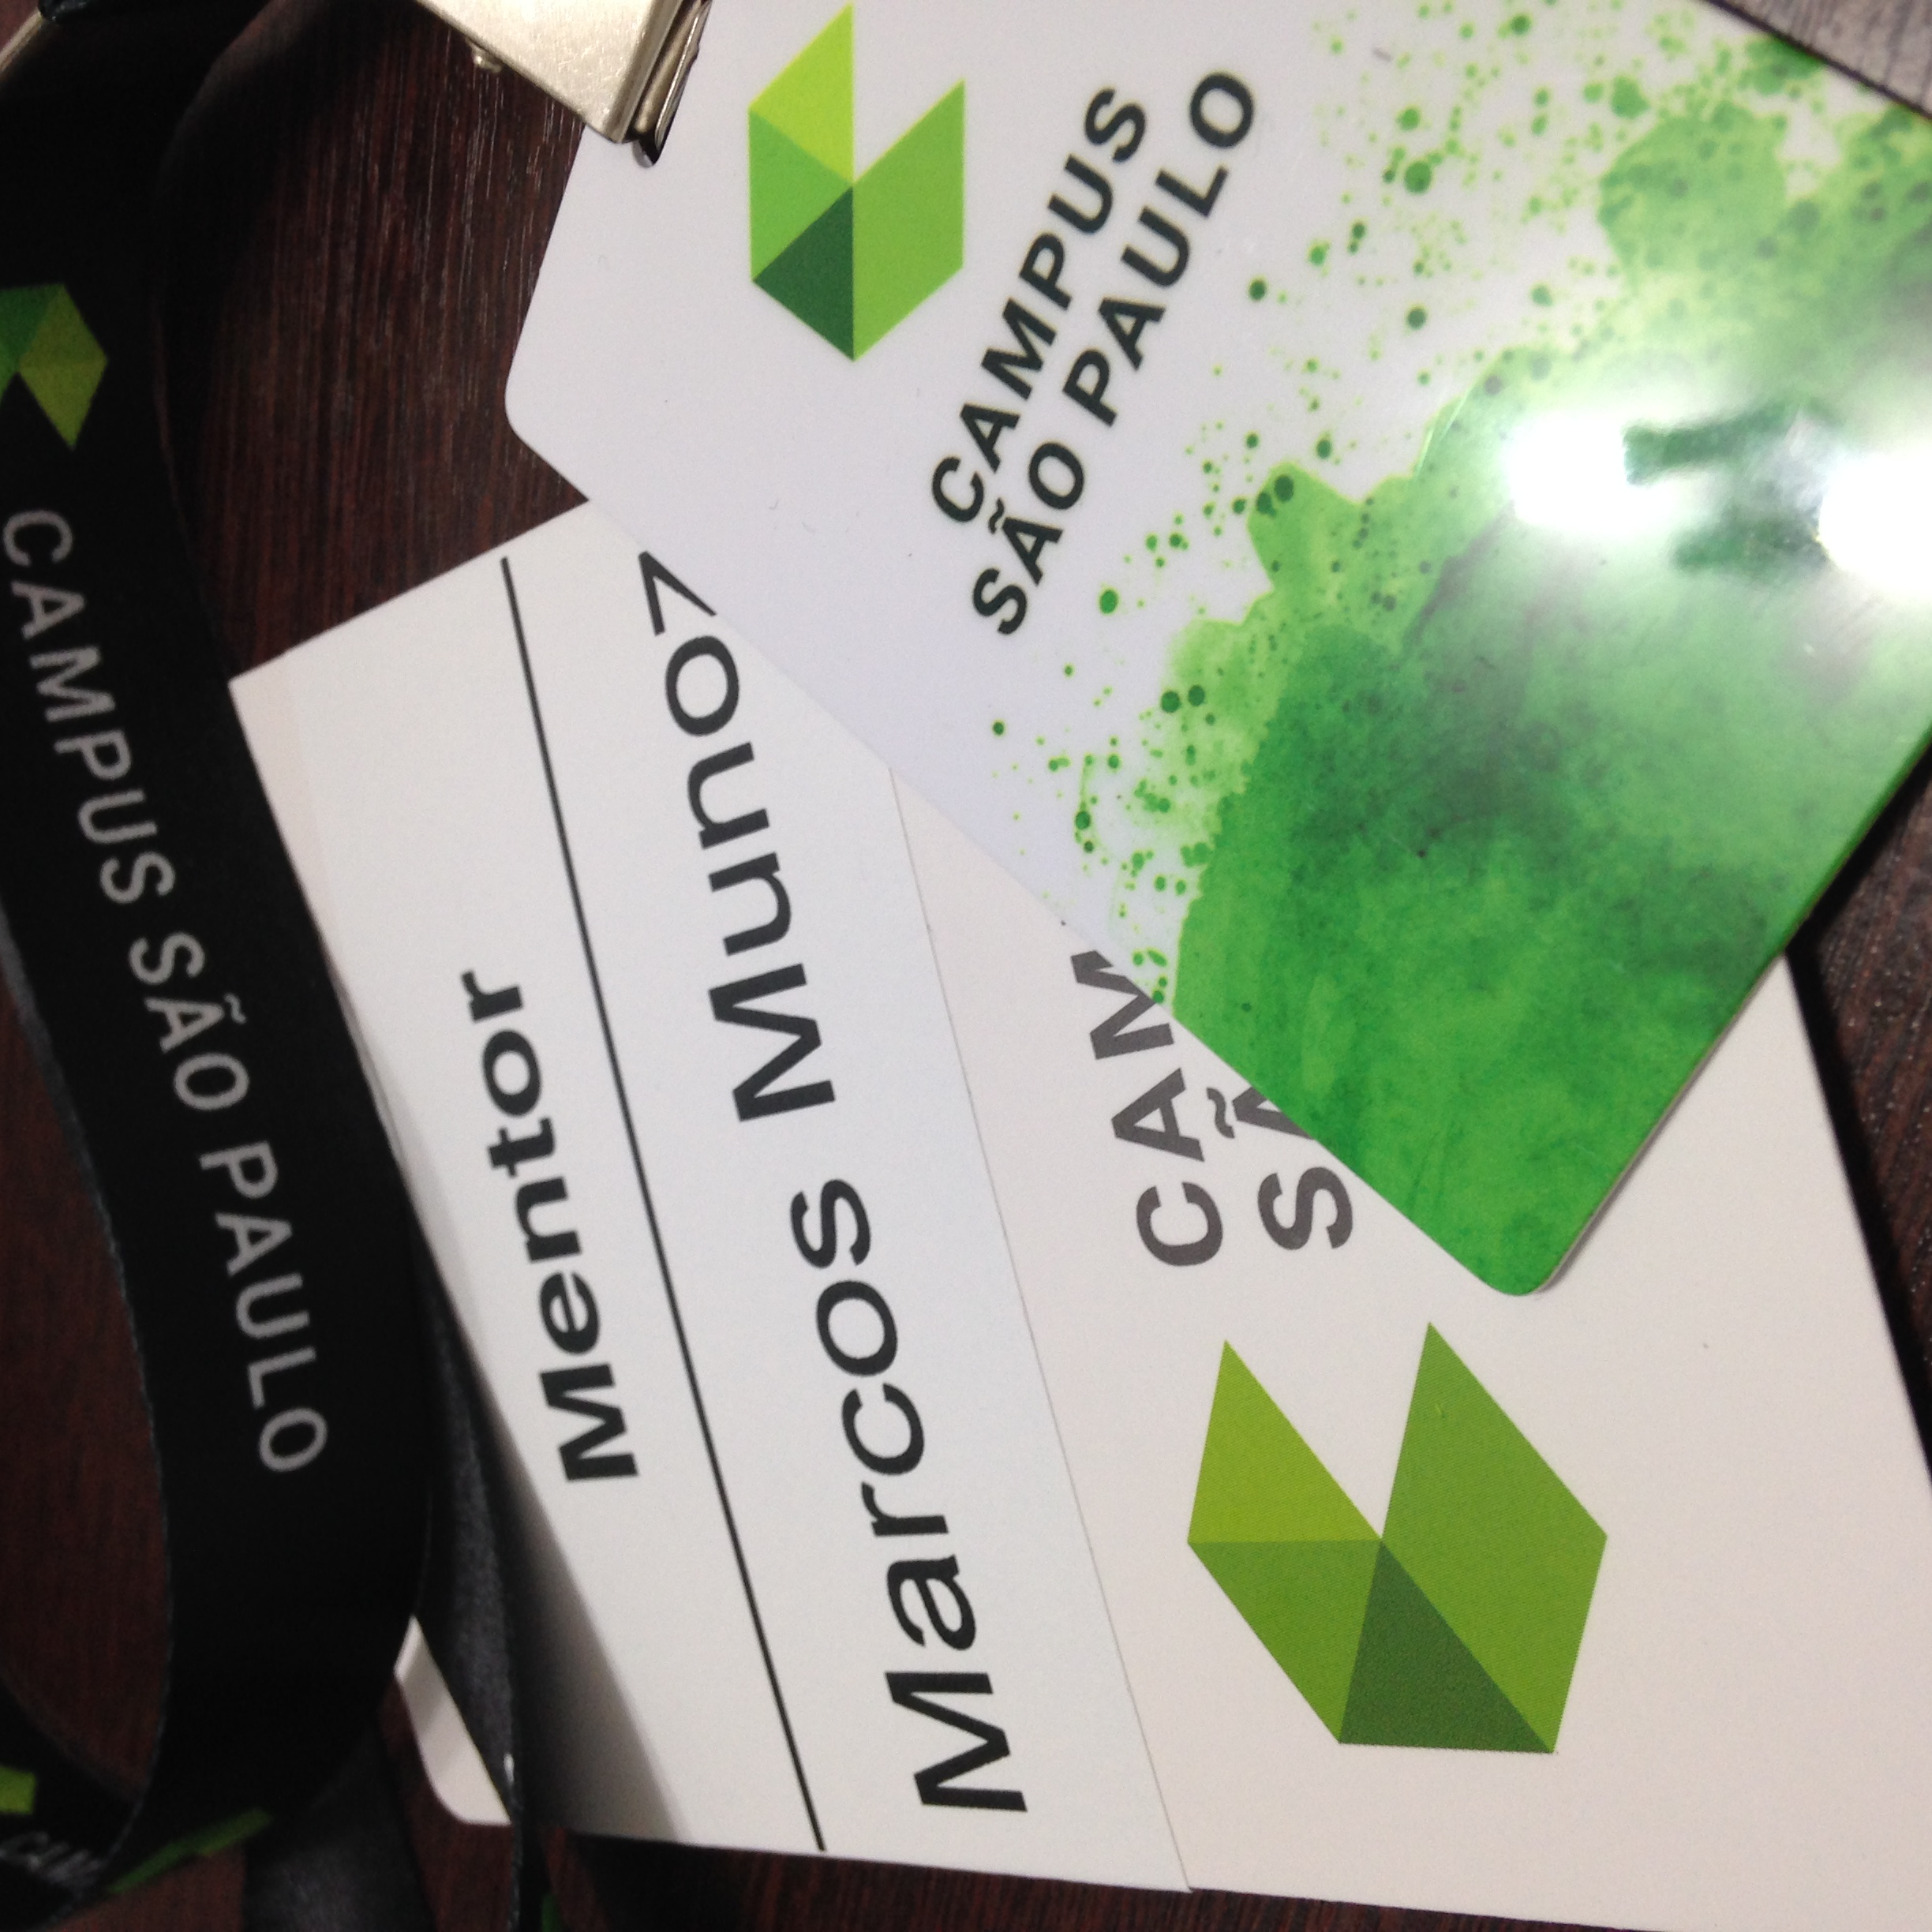 CAMPUS SÃO PAULO
Mentor
Marcos Munoz
CAM
SÃ
CAMPUS
SÃO PAULO